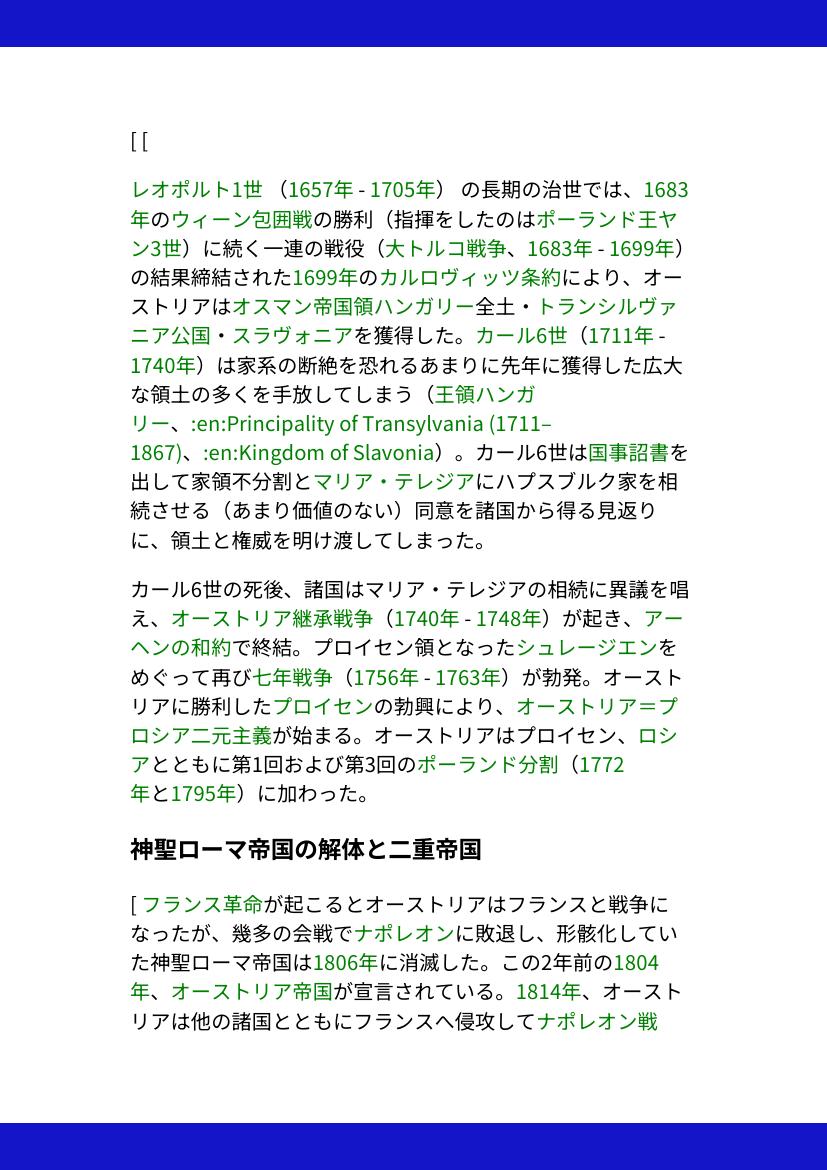 [ [
レオポルト1世 （1657年 - 1705年） の長期の治世では、1683
年のウィーン包囲戦の勝利（指揮をしたのはポーランド王ヤ
ン3世）に続く一連の戦役（大トルコ戦争、1683年 - 1699年）
の結果締結された1699年のカルロヴィッツ条約により、オー
ストリアはオスマン帝国領ハンガリー全土・トランシルヴァ
ニア公国・スラヴォニアを獲得した。カール6世（1711年 -
1740年）は家系の断絶を恐れるあまりに先年に獲得した広大
な領土の多くを手放してしまう（王領ハンガ
リー、:en:Principality of Transylvania (1711–
1867)、:en:Kingdom of Slavonia）。カール6世は国事詔書を
出して家領不分割とマリア・テレジアにハプスブルク家を相
続させる（あまり価値のない）同意を諸国から得る見返り
に、領土と権威を明け渡してしまった。
カール6世の死後、諸国はマリア・テレジアの相続に異議を唱
え、オーストリア継承戦争（1740年 - 1748年）が起き、アー
ヘンの和約で終結。プロイセン領となったシュレージエンを
めぐって再び七年戦争（1756年 - 1763年）が勃発。オースト
リアに勝利したプロイセンの勃興により、オーストリア＝プ
ロシア二元主義が始まる。オーストリアはプロイセン、ロシ
アとともに第1回および第3回のポーランド分割（1772
年と1795年）に加わった。
神聖ローマ帝国の解体と二重帝国
[ フランス革命が起こるとオーストリアはフランスと戦争に
なったが、幾多の会戦でナポレオンに敗退し、形骸化してい
た神聖ローマ帝国は1806年に消滅した。この2年前の1804
年、オーストリア帝国が宣言されている。1814年、オースト
リアは他の諸国とともにフランスへ侵攻してナポレオン戦